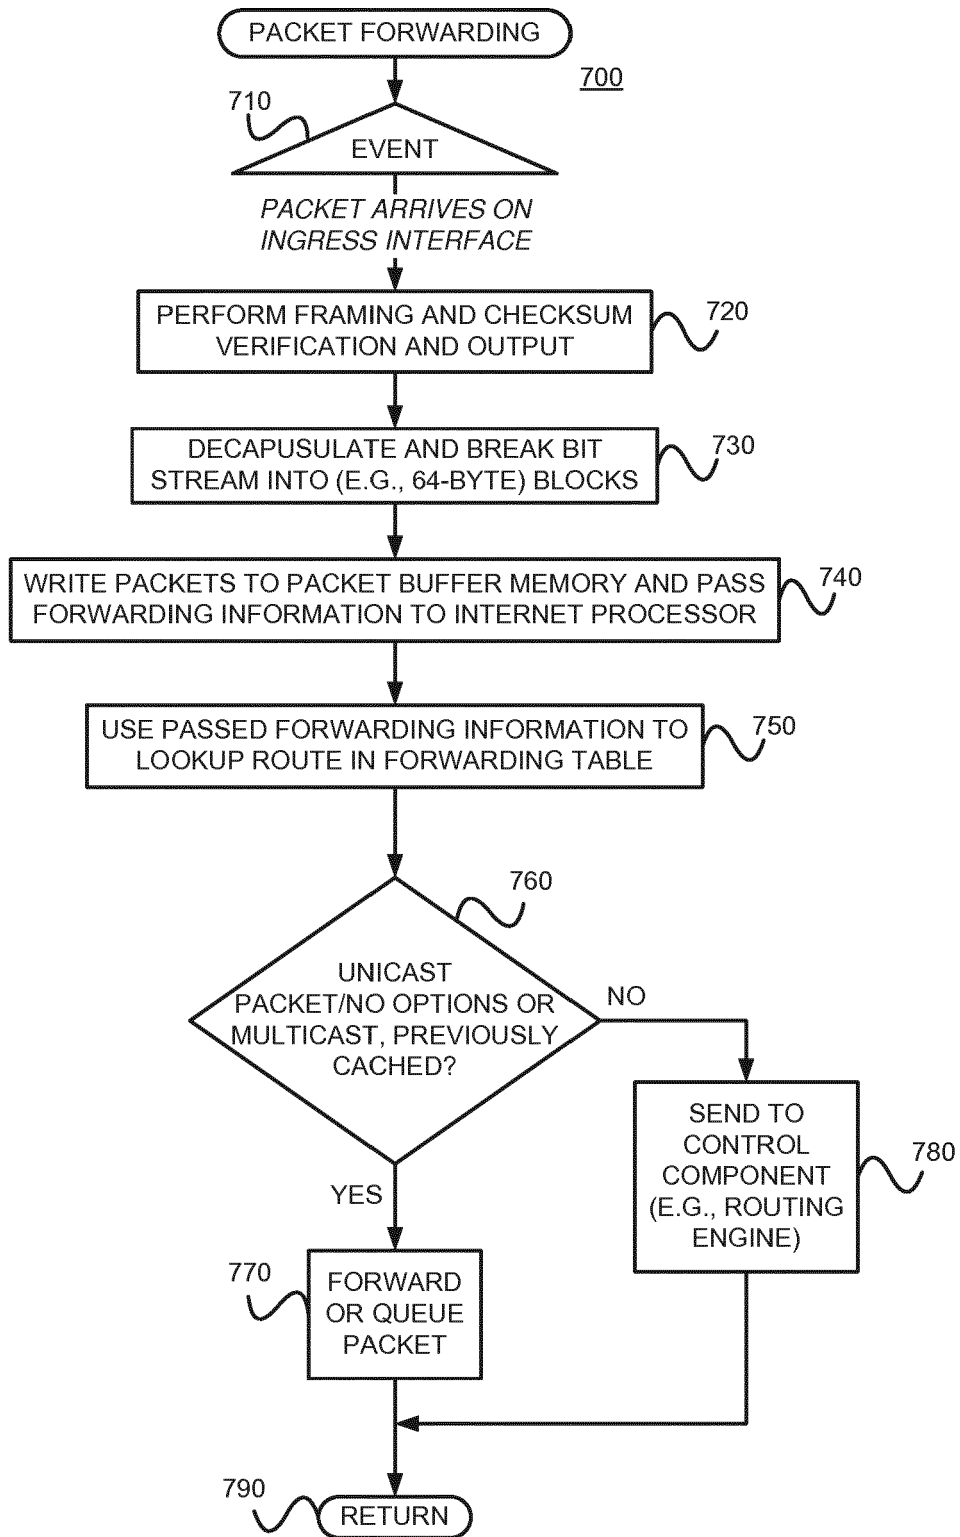 PACKET FORWARDING
700
710
EVENT
PACKET ARRIVES ON
INGRESS INTERFACE
PERFORM FRAMING AND CHECKSUM
VERIFICATION AND OUTPUT
720
DECAPUSULATE AND BREAK BIT
STREAM INTO (E.G., 64-BYTE) BLOCKS
730
WRITE PACKETS TO PACKET BUFFER MEMORY AND PASS
FORWARDING INFORMATION TO INTERNET PROCESSOR
740
USE PASSED FORWARDING INFORMATION TO
LOOKUP ROUTE IN FORWARDING TABLE
750
760
UNICAST
PACKET/NO OPTIONS OR
MULTICAST, PREVIOUSLY
CACHED?
NO
SEND TO
CONTROL
COMPONENT
(E.G., ROUTING
ENGINE)
780
YES
770
FORWARD
OR QUEUE
PACKET
790
RETURN